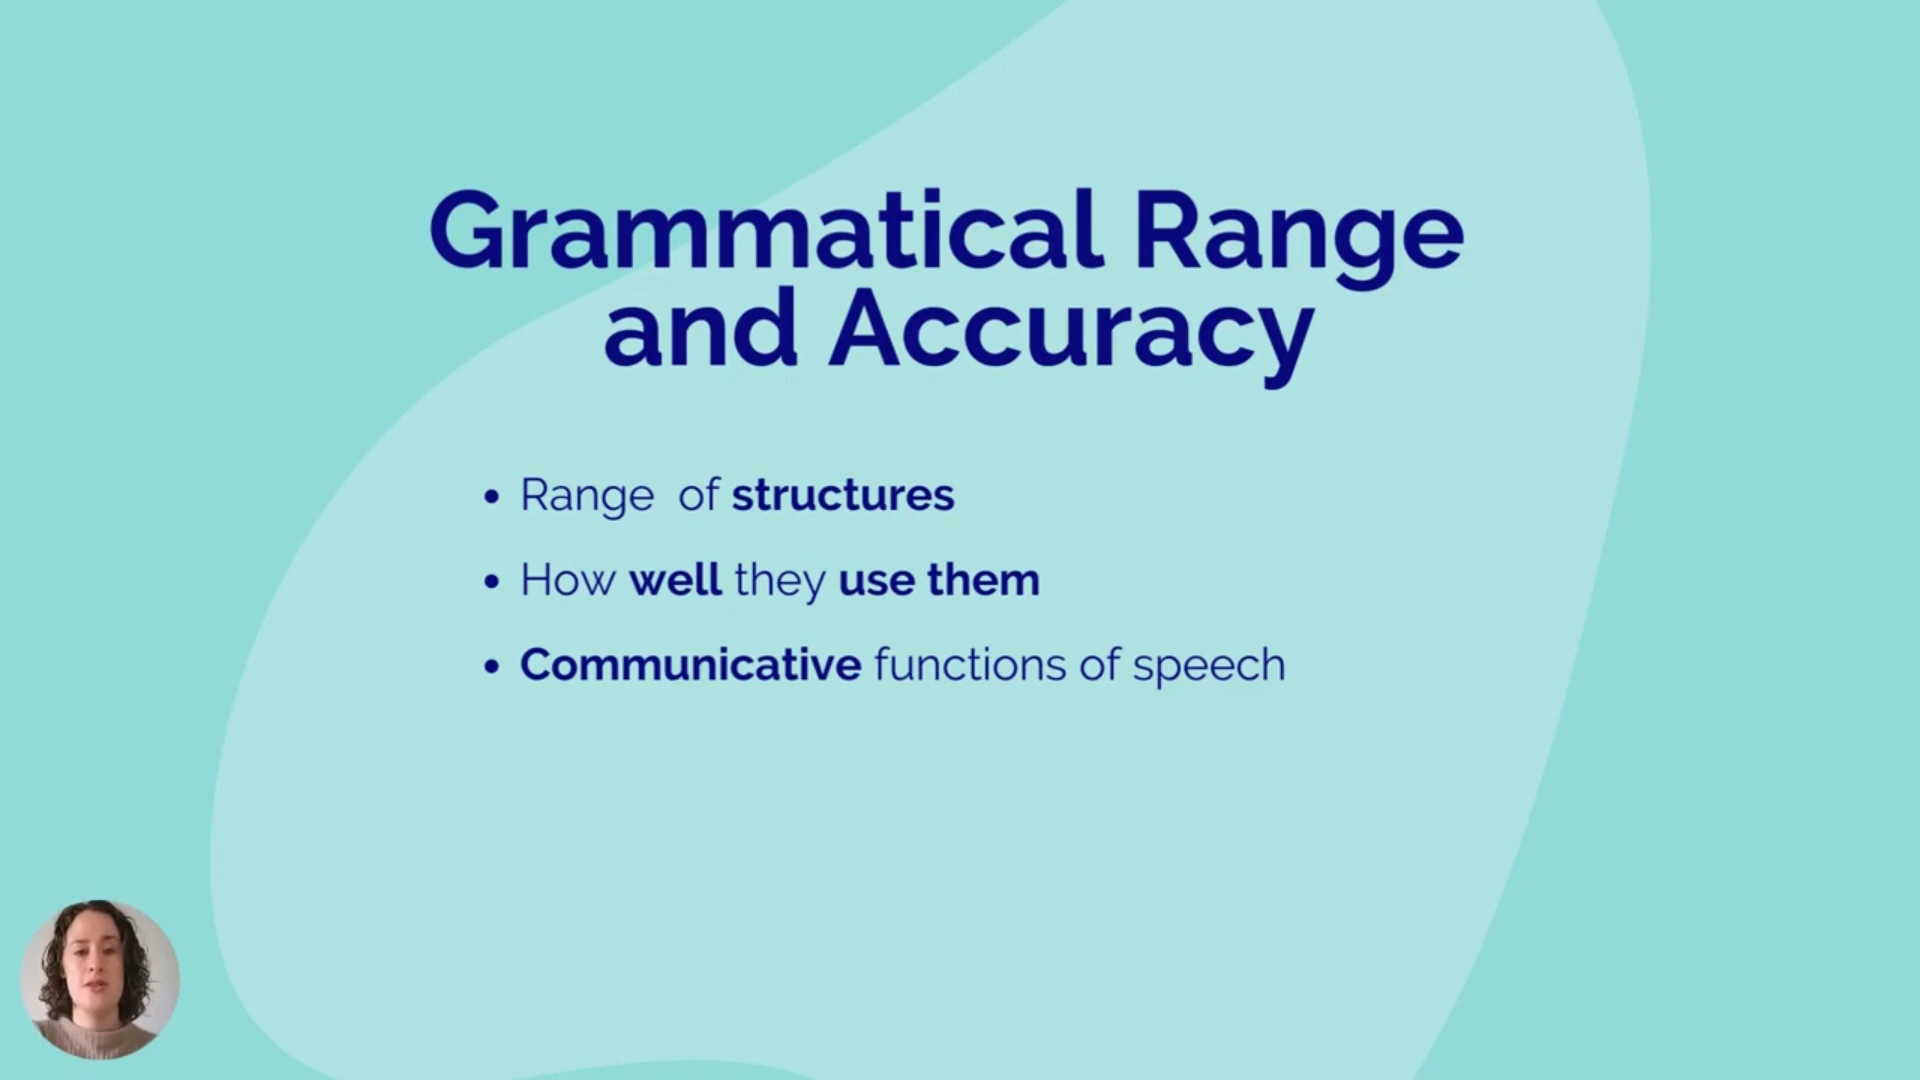 Grammatical Range
and Accuracy
• Range of structures
• How well they use them
• Communicative functions of speech